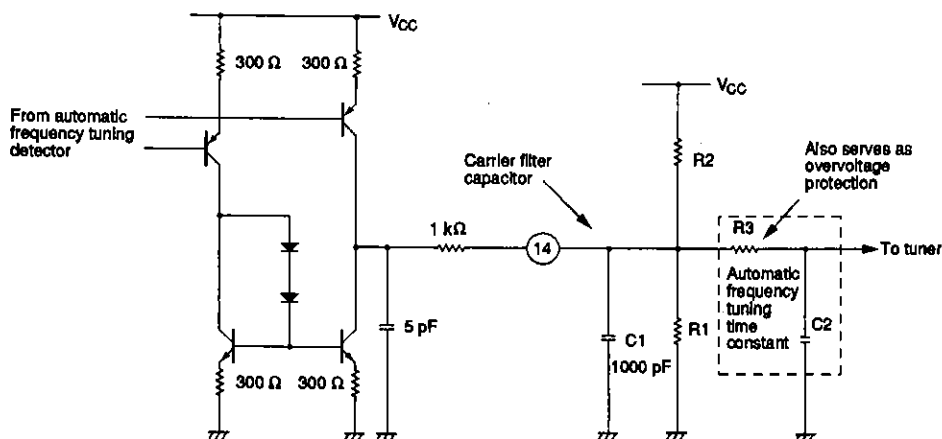 VCC
300 Ω 300 Ω
From automatic
frequency tuning
detector
VCC
R2
Also serves as
overvoltage
protection
Carrier filter
capacitor
1 kΩ
14
R3
To tuner
Automatic
frequency
tuning
time
constant
5 pF
C1
1000 pF
R1
C2
300 Ω 300 Ω